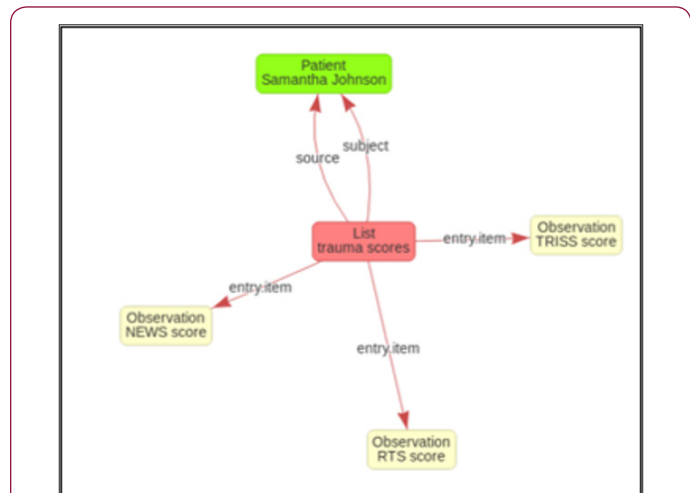 Patient
Samantha Johnson
source
subject
List
trauma scores
entry.item
Observation
TRISS score
entry.item
Observation
NEWS score
entry.item
Observation
RTS score